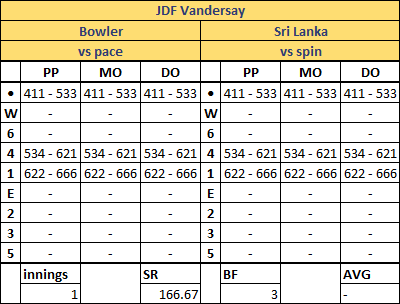 JDF Vandersay
Bowler Sri Lanka
vs pace vs spin
PP MO DO PP MO DO
• 411 - 533 411 - 533 411 - 533 • 411 - 533 411 - 533 411 - 533
W - - - W - - -
6 - - - 6 - - -
4 534 - 621 534 - 621 534 - 621 4 534 - 621 534 - 621 534 - 621
1 622 - 666 622 - 666 622 - 666 1 622 - 666 622 - 666 622 - 666
E - - - E - - -
2 - - - 2 - - -
3 - - - 3 - - -
5 - - - 5 - - -
innings SR BF AVG
1 166.67 3 -